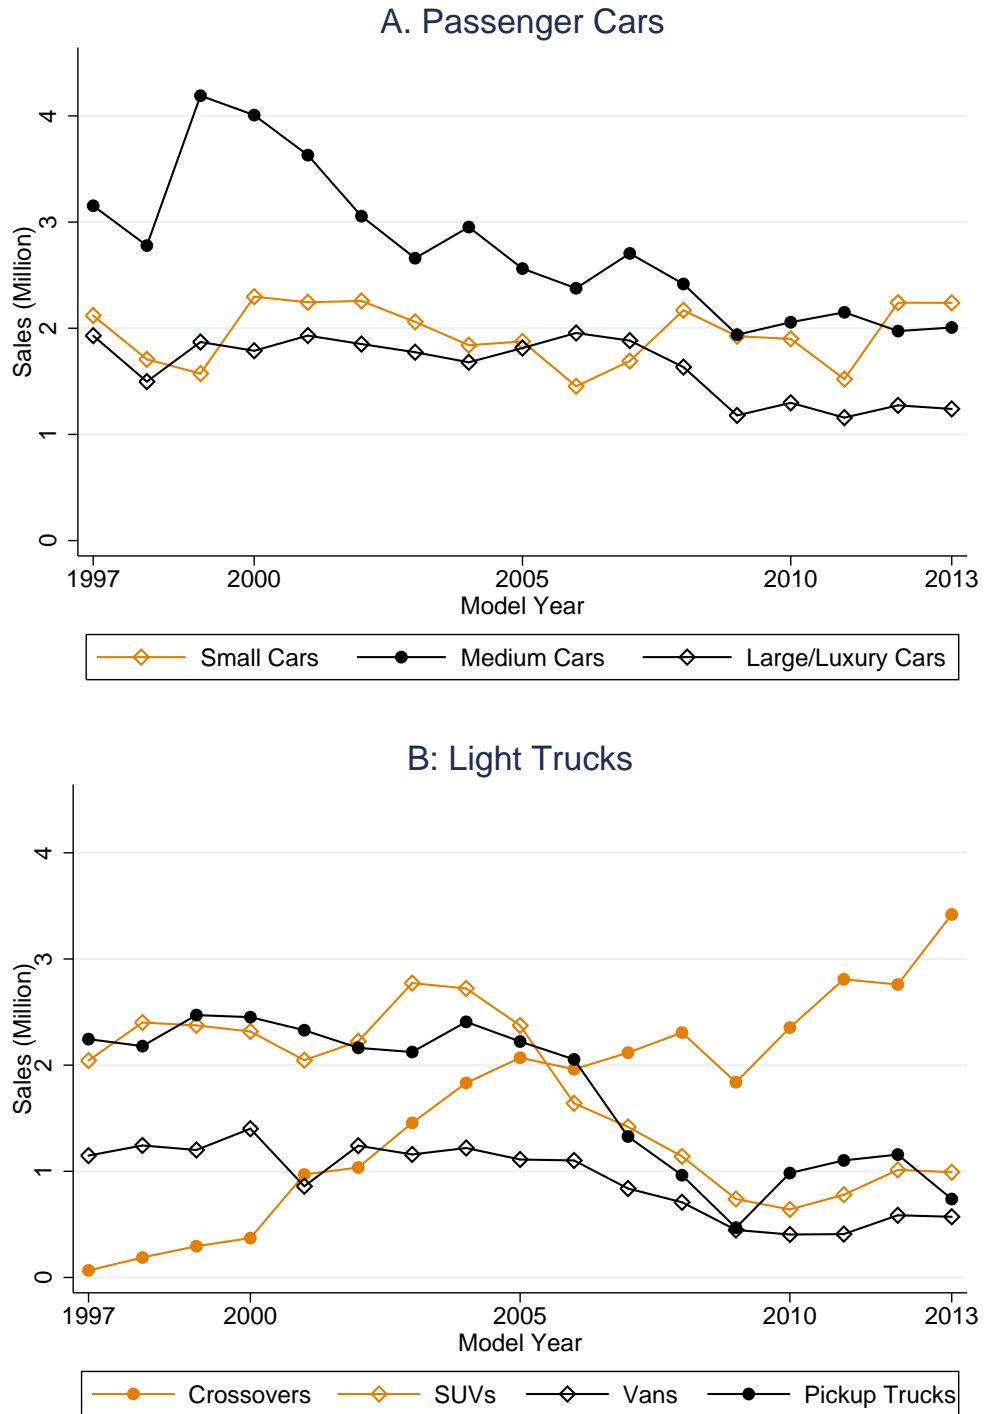 A. Passenger Cars
4
3
2
1
0
Sales (Million)
1997 2000 2005 2010 2013
Model Year
Small Cars Medium Cars Large/Luxury Cars
B: Light Trucks
4
3
2
1
0
Sales (Million)
1997 2000 2005 2010 2013
Model Year
Crossovers SUVs Vans Pickup Trucks